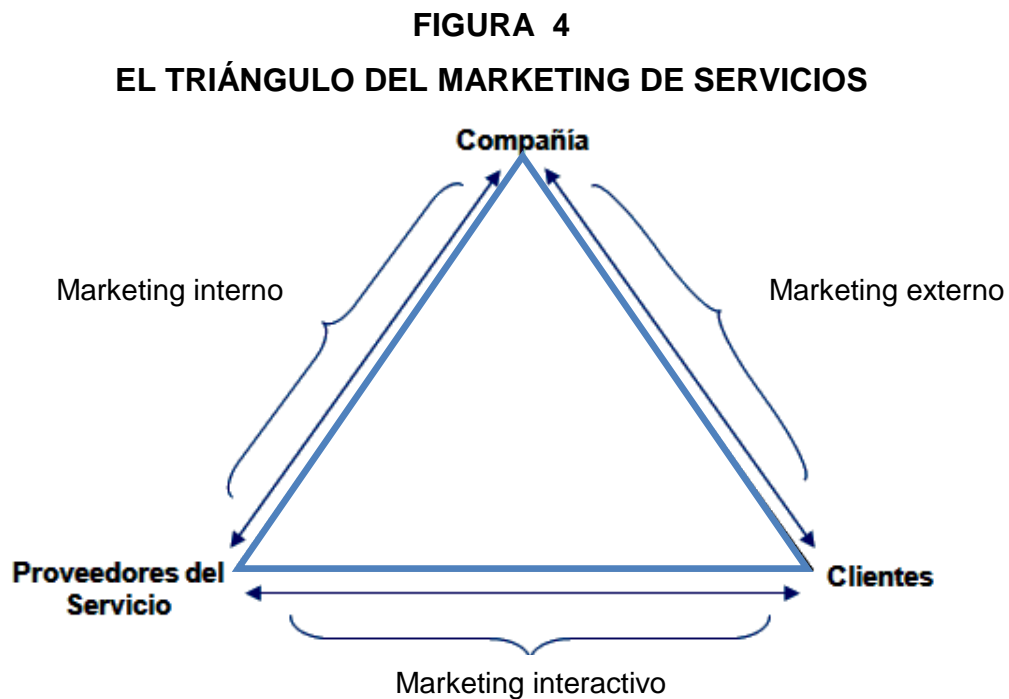 FIGURA 4
EL TRIÁNGULO DEL MARKETING DE SERVICIOS
Compañía
Marketing interno
Marketing externo
Proveedores del
Servicio
Clientes
Marketing interactivo